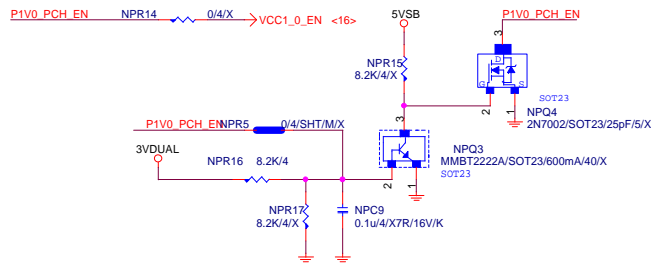 P1V0_PCH_EN
NPR14
0/4/X
VCC1_0_EN <16>
5VSB
P1V0_PCH_EN
NPR15
8.2K/4/X
3
D
G
S
2
1
SOT23
NPQ4
2N7002/SOT23/25pF/5/X
P1V0_PCH_EN
NPR5
0/4/SHT/M/X
3
3VDUAL
NPR16
8.2K/4
2
1
NPQ3
MMBT2222A/SOT23/600mA/40/X
SOT23
NPR17
8.2K/4/X
NPC9
0.1u/4/X7R/16V/K